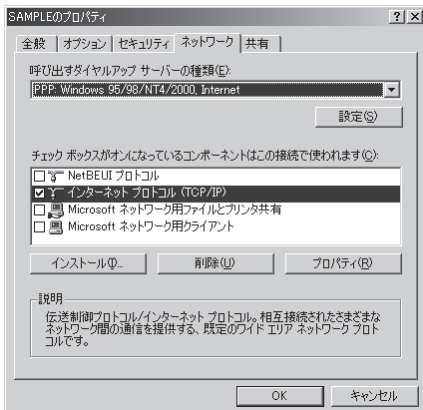 SAMPLEのプロパティ
全般 オプション セキュリティ ネットワーク 共有
呼び出すダイヤルアップ サーバーの種類(E):
PPP: Windows 95/98/NT4/2000, Internet
設定(S)
チェック ボックスがオンになっているコンポーネントはこの接続で使われます(C):
NetBEUI プロトコル
インターネット プロトコル (TCP/IP)
Microsoft ネットワーク用ファイルとプリンタ共有
Microsoft ネットワーク用クライアント
インストール(I)... 削除(U) プロパティ(R)
説明
伝送制御プロトコル/インターネット プロトコル。相互接続されたさまざまな
ネットワーク間の通信を提供する、既定のワイド エリア ネットワーク プロト
コルです。
OK キャンセル